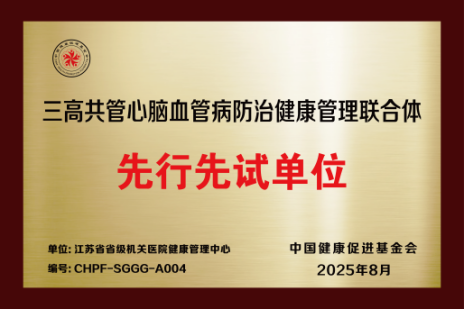 三高共管心脑血管病防治健康管理联合体
先行先试单位
单位: 江苏省省级机关医院健康管理中心
编号: CHPF-SGGG-A004
中国健康促进基金会
2025年8月